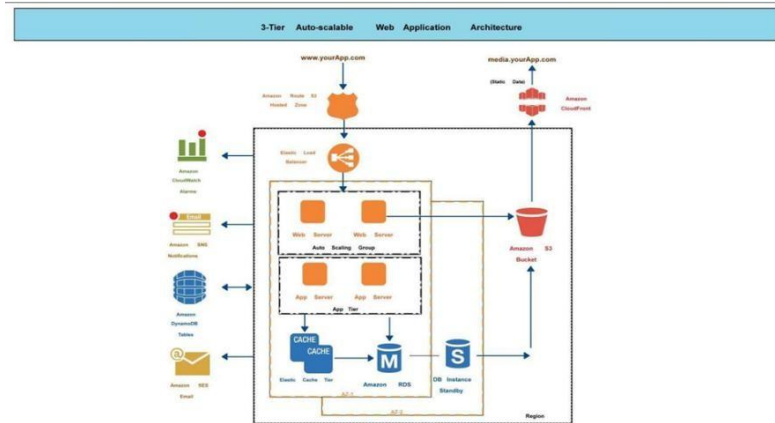 3-Tier Auto-scalable Web Application Architecture
www.yourApp.com
media.yourApp.com
(Static Data)
Amazon Route 53
Hosted Zone
Amazon
CloudFront
Elastic Load
Balancer
Amazon
CloudWatch
Alarms
Web Server
Web Server
Auto Scaling Group
Email
Amazon SNS
Notifications
Amazon S3
Bucket
App Server
App Server
App Tier
Amazon
DynamoDB
Tables
CACHE
CACHE
Elastic Cache Tier
M
Amazon RDS
S
DB Instance
Standby
@
Amazon SES
Email
AZ-1
AZ-2
Region